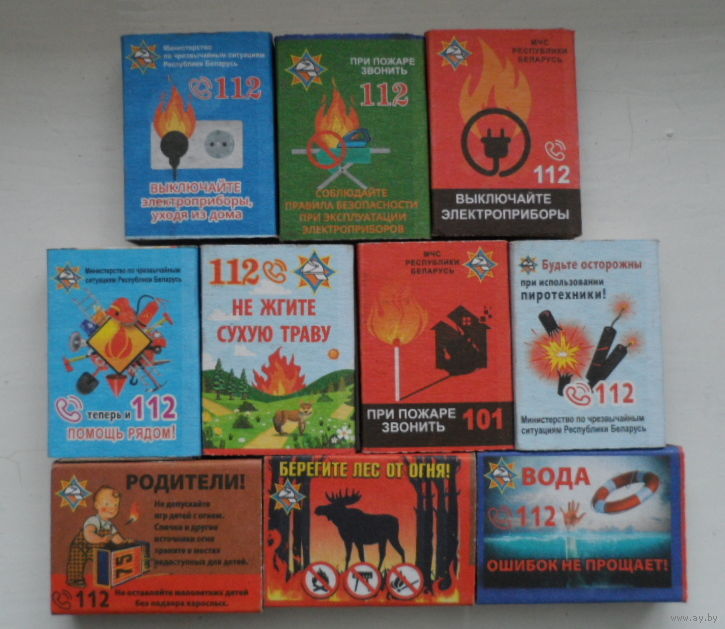 Министерство
по чрезвычайным ситуациям
Республики Беларусь
112
ВЫКЛЮЧАЙТЕ
электроприборы,
уходя из дома
ПРИ ПОЖАРЕ
ЗВОНИТЬ
112
СОБЛЮДАЙТЕ
ПРАВИЛА БЕЗОПАСНОСТИ
ПРИ ЭКСПЛУАТАЦИИ
ЭЛЕКТРОПРИБОРОВ
МЧС
РЕСПУБЛИКИ
БЕЛАРУСЬ
112
ВЫКЛЮЧАЙТЕ
ЭЛЕКТРОПРИБОРЫ
Министерство по чрезвычайным
ситуациям Республики Беларусь
теперь и 112
ПОМОЩЬ РЯДОМ!
112
НЕ ЖГИТЕ
СУХУЮ ТРАВУ
МЧС
РЕСПУБЛИКИ
БЕЛАРУСЬ
ПРИ ПОЖАРЕ
ЗВОНИТЬ
101
Будьте осторожны
при использовании
пиротехники!
112
Министерство по чрезвычайным
ситуациям Республики Беларусь
РОДИТЕЛИ!
Не допускайте
игр детей с огнем.
Спички и другие
источники огня
храните в местах
недоступных для детей.
75
112
Не оставляйте малолетних детей
без надзора взрослых.
БЕРЕГИТЕ ЛЕС ОТ ОГНЯ!
ВОДА
112
ОШИБОК НЕ ПРОЩАЕТ!
www.ay.by